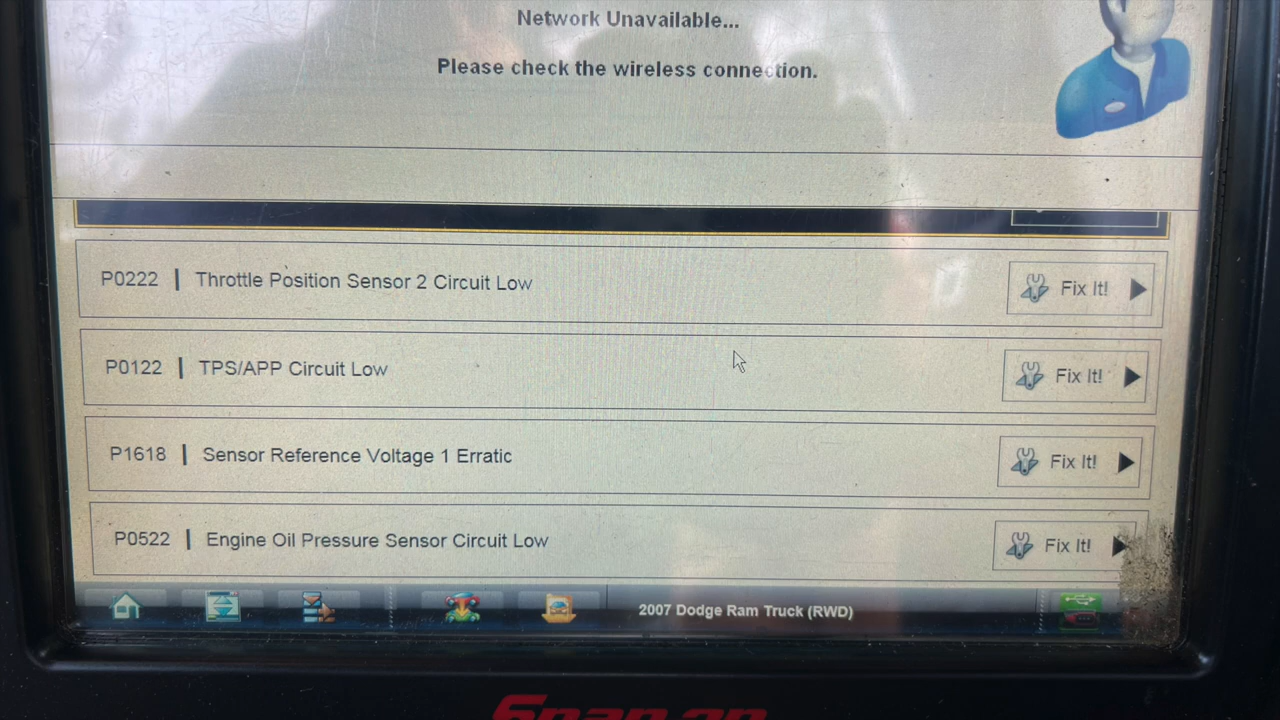 Network Unavailable...
Please check the wireless connection.
P0222 | Throttle Position Sensor 2 Circuit Low Fix It!
P0122 | TPS/APP Circuit Low Fix It!
P1618 | Sensor Reference Voltage 1 Erratic Fix It!
P0522 | Engine Oil Pressure Sensor Circuit Low Fix It!
2007 Dodge Ram Truck (RWD)
Snap-on